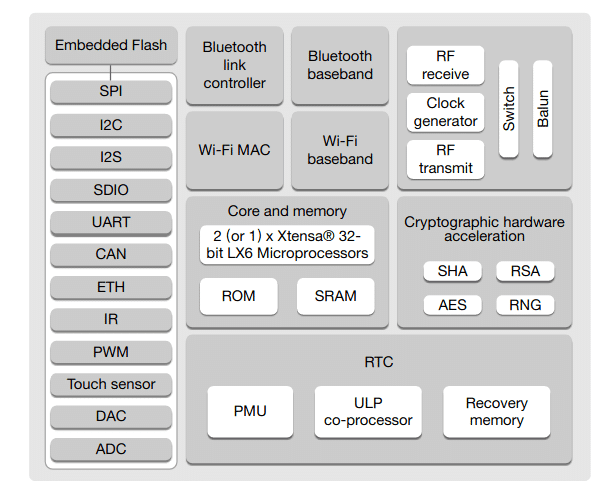 Embedded Flash
SPI
I2C
I2S
SDIO
UART
CAN
ETH
IR
PWM
Touch sensor
DAC
ADC
Bluetooth
link
controller
Bluetooth
baseband
Wi-Fi MAC
Wi-Fi
baseband
RF
receive
Clock
generator
RF
transmit
Switch
Balun
Core and memory
2 (or 1) x Xtensa® 32-
bit LX6 Microprocessors
ROM
SRAM
Cryptographic hardware
acceleration
SHA
RSA
AES
RNG
RTC
PMU
ULP
co-processor
Recovery
memory